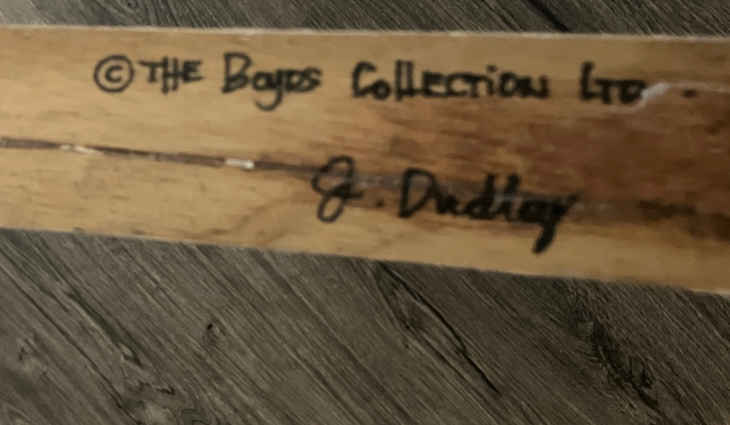 © THE Boyds Collection LTD.
J. Dudley